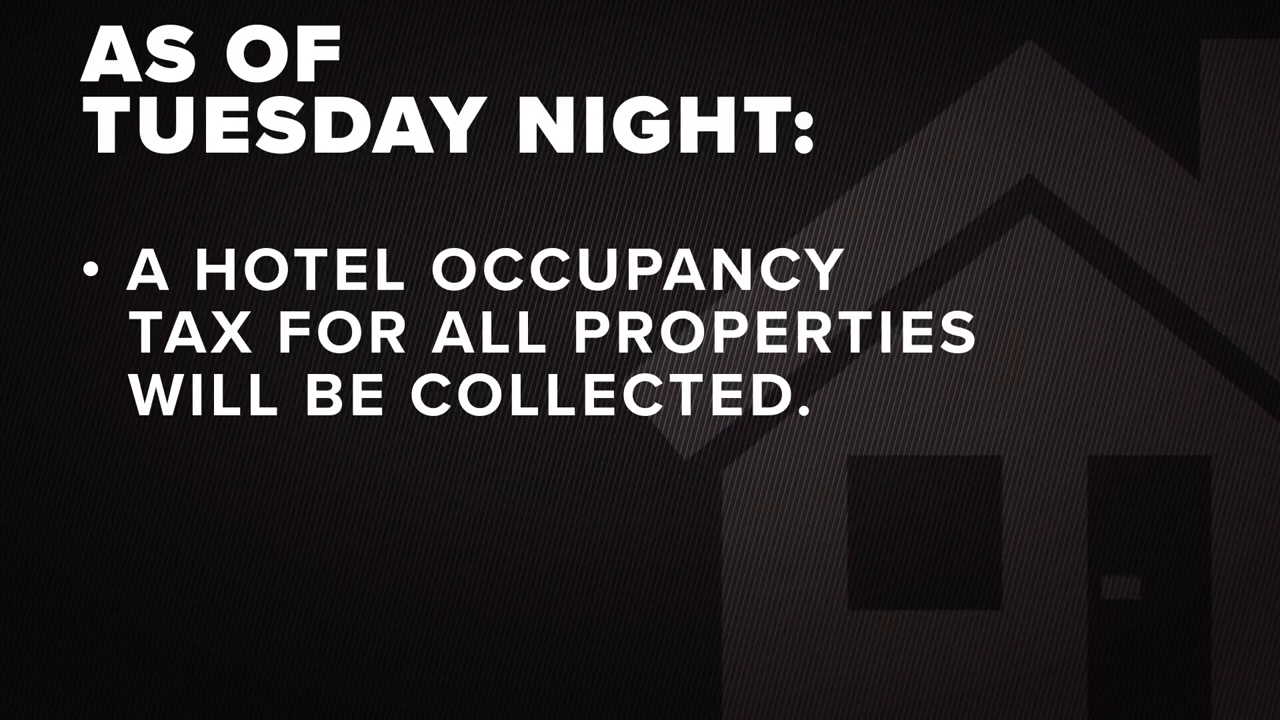 AS OF
TUESDAY NIGHT:
• A HOTEL OCCUPANCY
TAX FOR ALL PROPERTIES
WILL BE COLLECTED.